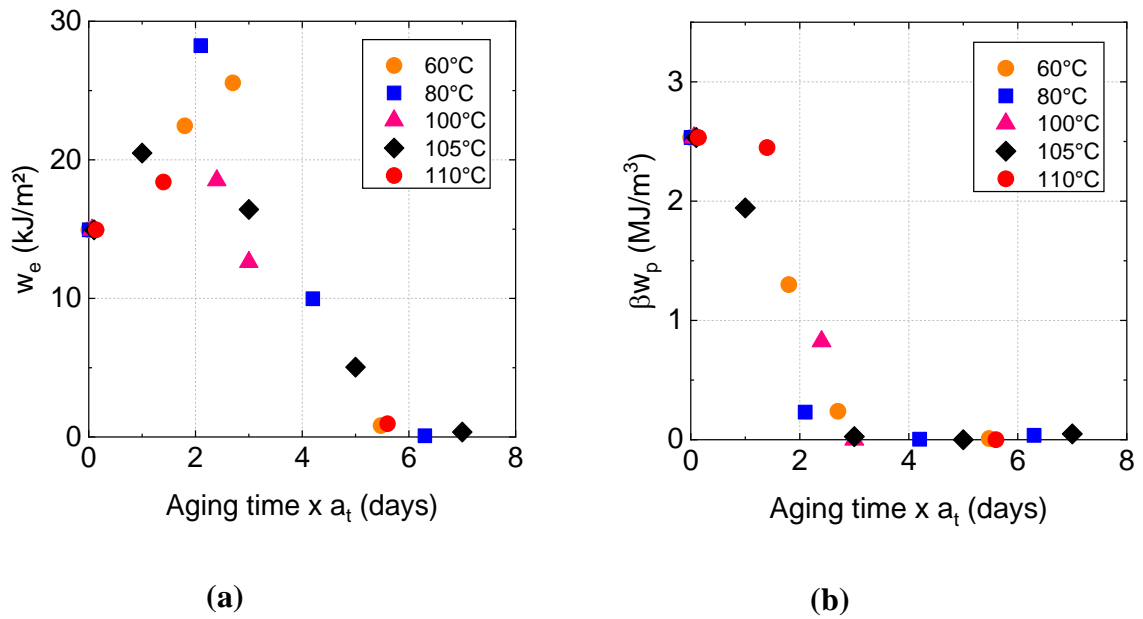 30
20
10
0
0
2
4
6
8
wₑ (kJ/m²)
Aging time x aₜ (days)
60°C
80°C
100°C
105°C
110°C
(a)
3
2
1
0
0
2
4
6
8
βwₚ (MJ/m³)
Aging time x aₜ (days)
60°C
80°C
100°C
105°C
110°C
(b)